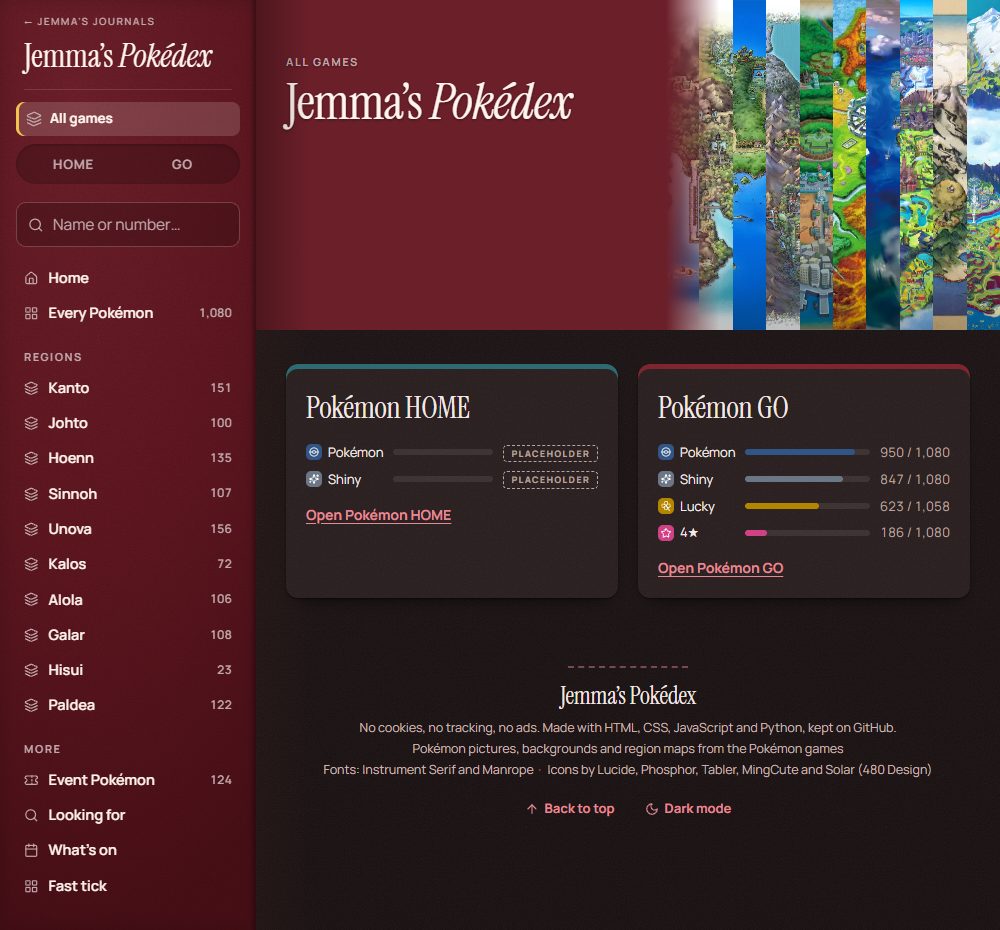 ← JEMMA'S JOURNALS
Jemma's Pokédex
All games
HOME GO
Name or number...
Home
Every Pokémon 1,080
REGIONS
Kanto 151
Johto 100
Hoenn 135
Sinnoh 107
Unova 156
Kalos 72
Alola 106
Galar 108
Hisui 23
Paldea 122
MORE
Event Pokémon 124
Looking for
What's on
Fast tick
ALL GAMES
Jemma's Pokédex
Pokémon HOME
Pokémon PLACEHOLDER
Shiny PLACEHOLDER
Open Pokémon HOME
Pokémon GO
Pokémon 950 / 1,080
Shiny 847 / 1,080
Lucky 623 / 1,058
4★ 186 / 1,080
Open Pokémon GO
Jemma's Pokédex
No cookies, no tracking, no ads. Made with HTML, CSS, JavaScript and Python, kept on GitHub.
Pokémon pictures, backgrounds and region maps from the Pokémon games
Fonts: Instrument Serif and Manrope · Icons by Lucide, Phosphor, Tabler, MingCute and Solar (480 Design)
↑ Back to top Dark mode